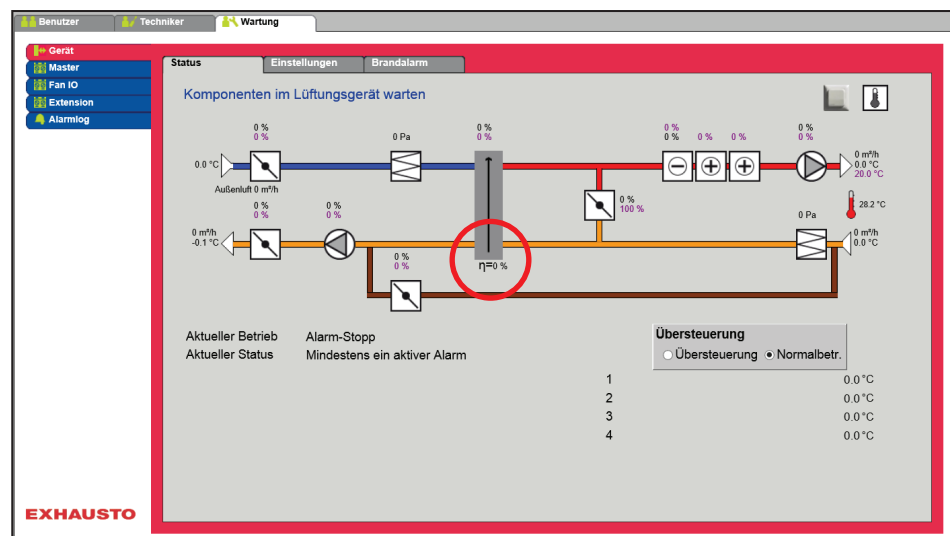 Benutzer
Techniker
Wartung
Gerät
Master
Fan IO
Extension
Alarmlog
Status
Einstellungen
Brandalarm
Komponenten im Lüftungsgerät warten
0 %
0 %
0 Pa
0 %
0 %
0 %
0 %
0 %
0 %
0 %
0 %
0.0 °C
0 m³/h
0.0 °C
20.0 °C
Außenluft 0 m³/h
0 %
0 %
0 %
0 %
0 %
100 %
28.2 °C
0 Pa
0 m³/h
-0.1 °C
0 m³/h
0.0 °C
0 %
0 %
η=0 %
Aktueller Betrieb Alarm-Stopp
Aktueller Status Mindestens ein aktiver Alarm
Übersteuerung
Übersteuerung Normalbetr.
1 0.0 °C
2 0.0 °C
3 0.0 °C
4 0.0 °C
EXHAUSTO